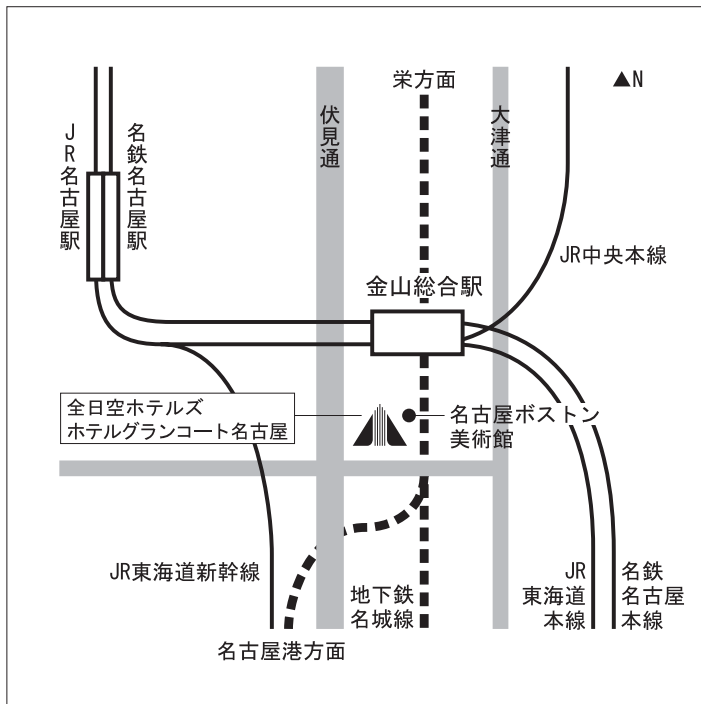 栄方面
▲N
伏見通
大津通
JR名古屋駅
名鉄名古屋駅
JR中央本線
金山総合駅
全日空ホテルズ
ホテルグランコート名古屋
名古屋ボストン
美術館
JR東海道新幹線
地下鉄
名城線
JR
東海道
本線
名鉄
名古屋
本線
名古屋港方面